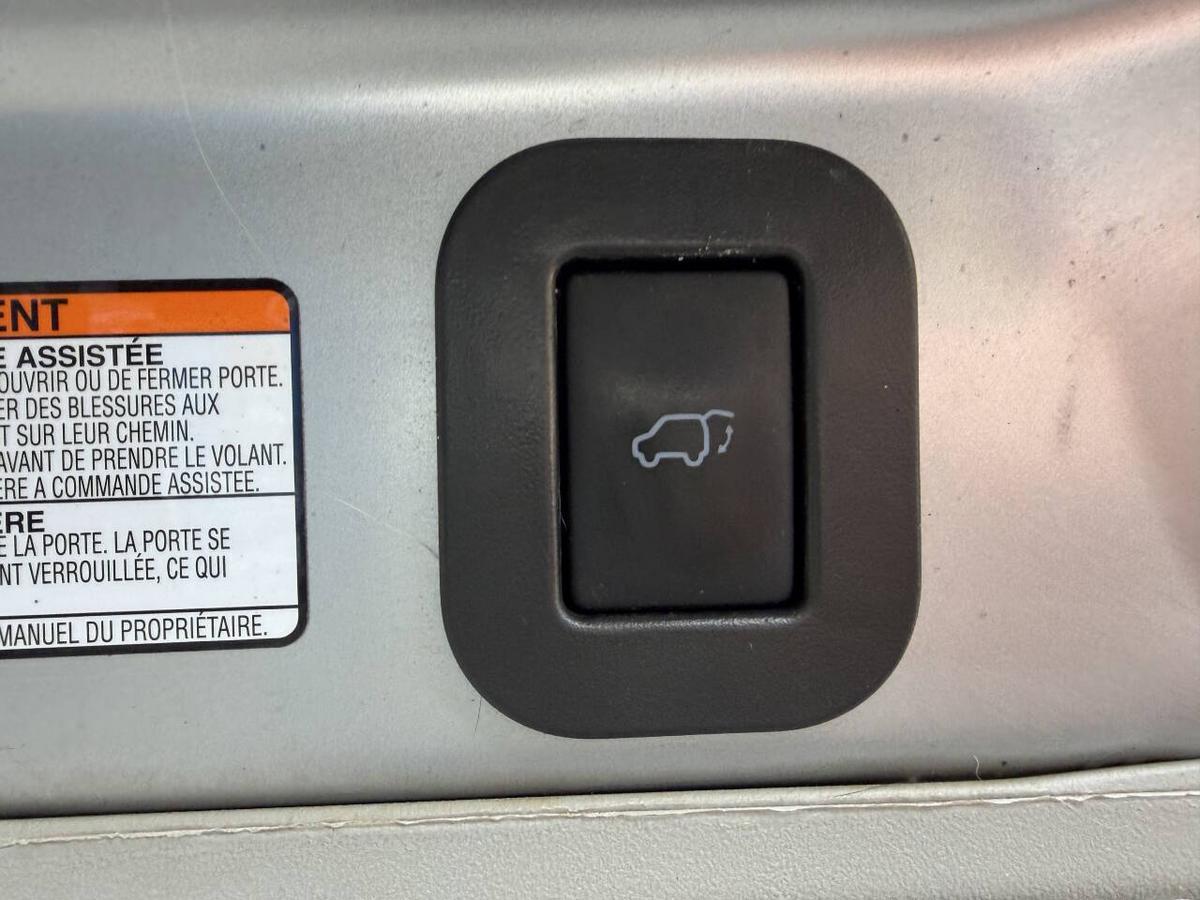 ENT
E ASSISTÉE
OUVRIR OU DE FERMER PORTE.
ER DES BLESSURES AUX
T SUR LEUR CHEMIN.
AVANT DE PRENDRE LE VOLANT.
ERE A COMMANDE ASSISTEE.
ERE
E LA PORTE. LA PORTE SE
NT VERROUILLÉE, CE QUI
MANUEL DU PROPRIÉTAIRE.